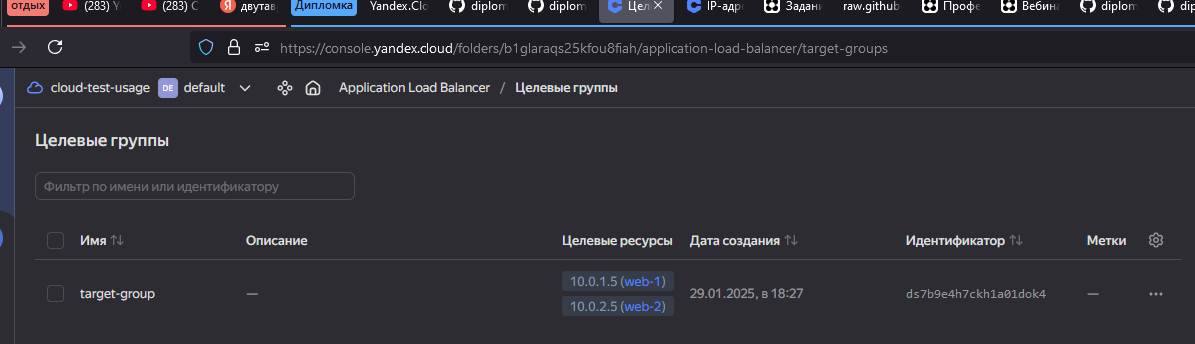 отдых (283) Yi (283) С двутав Дипломка Yandex.Clo diplom diplom Цел IP-адре Задани raw.github Профе Вебина diplom di
https://console.yandex.cloud/folders/b1glaraqs25kfou8fiah/application-load-balancer/target-groups
cloud-test-usage DE default Application Load Balancer / Целевые группы
Целевые группы
Фильтр по имени или идентификатору
Имя Описание Целевые ресурсы Дата создания Идентификатор Метки
target-group — 10.0.1.5 (web-1) 29.01.2025, в 18:27 ds7b9e4h7ckh1a01dok4 —
10.0.2.5 (web-2)